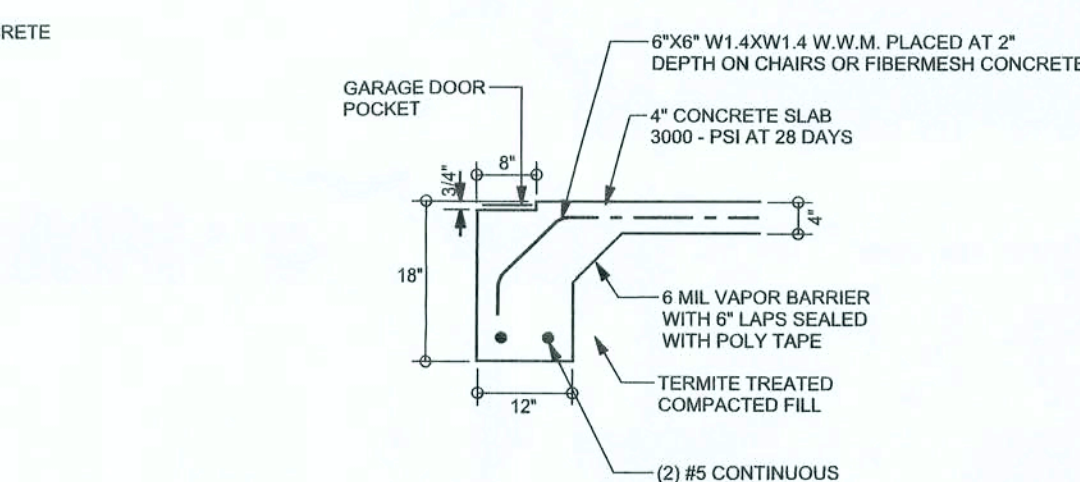 RETE
6"X6" W1.4XW1.4 W.W.M. PLACED AT 2"
DEPTH ON CHAIRS OR FIBERMESH CONCRETE
GARAGE DOOR
POCKET
4" CONCRETE SLAB
3000 - PSI AT 28 DAYS
8"
3/4"
4"
18"
6 MIL VAPOR BARRIER
WITH 6" LAPS SEALED
WITH POLY TAPE
TERMITE TREATED
COMPACTED FILL
12"
(2) #5 CONTINUOUS